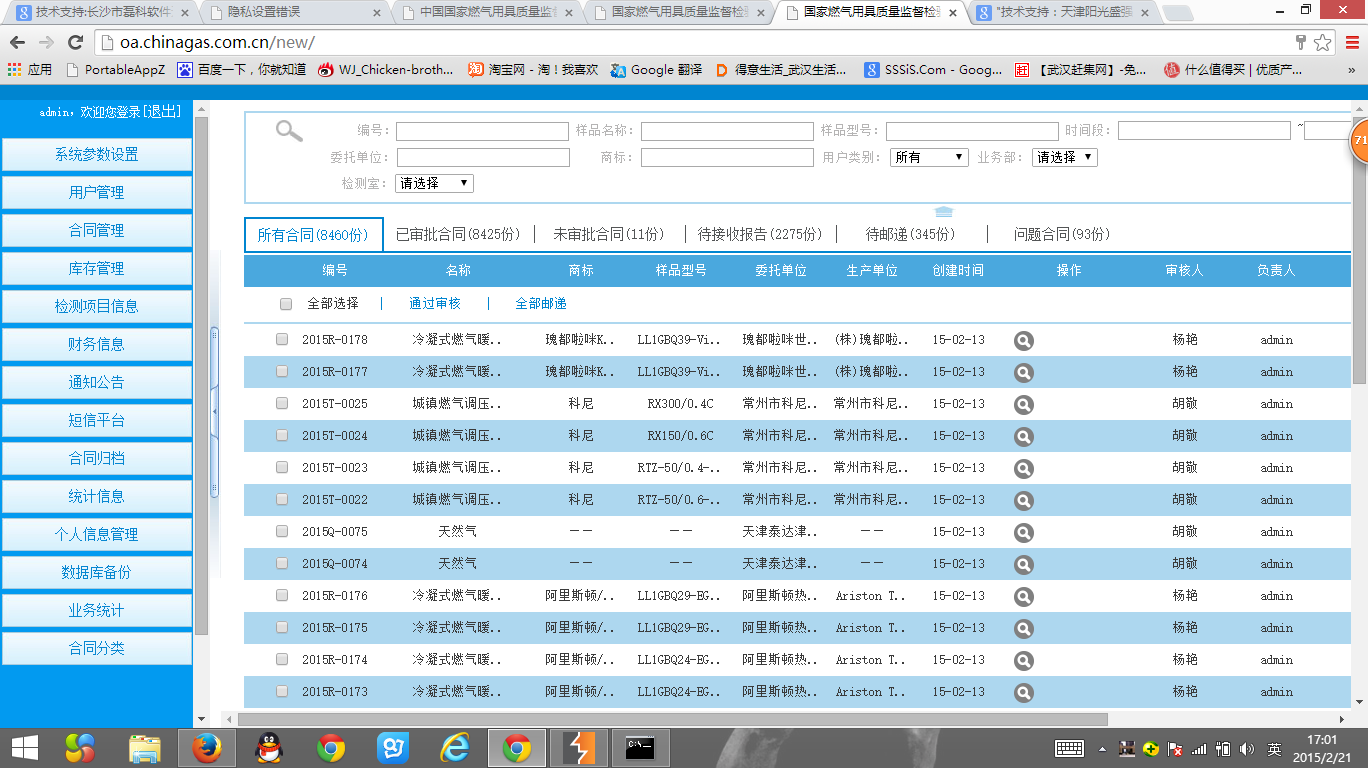 技术支持:长沙市磊科软件 隐私设置错误 中国国家燃气用具质量监 国家燃气用具质量监督检 国家燃气用具质量监督检 "技术支持：天津阳光盛强
oa.chinagas.com.cn/new/
应用 PortableAppZ 百度一下，你就知道 WJ_Chicken-broth... 淘宝网 - 淘！我喜欢 Google 翻译 得意生活_武汉生活... SSSiS.Com - Goog... 【武汉赶集网】-免... 什么值得买 | 优质产... »
admin，欢迎您登录[退出]
系统参数设置
用户管理
合同管理
库存管理
检测项目信息
财务信息
通知公告
短信平台
合同归档
统计信息
个人信息管理
数据库备份
业务统计
合同分类
编号： 样品名称： 样品型号： 时间段： ~
委托单位： 商标： 用户类别： 所有 业务部： 请选择
检测室： 请选择
71
所有合同(8460份) 已审批合同(8425份) 未审批合同(11份) 待接收报告(2275份) 待邮递(345份) 问题合同(93份)
编号 名称 商标 样品型号 委托单位 生产单位 创建时间 操作 审核人 负责人
全部选择 | 通过审核 | 全部邮递
2015R-0178 冷凝式燃气暖.. 瑰都啦咪K.. LL1GBQ39-Vi.. 瑰都啦咪世.. (株)瑰都啦.. 15-02-13 杨艳 admin
2015R-0177 冷凝式燃气暖.. 瑰都啦咪K.. LL1GBQ39-Vi.. 瑰都啦咪世.. (株)瑰都啦.. 15-02-13 杨艳 admin
2015T-0025 城镇燃气调压.. 科尼 RX300/0.4C 常州市科尼.. 常州市科尼.. 15-02-13 胡敬 admin
2015T-0024 城镇燃气调压.. 科尼 RX150/0.6C 常州市科尼.. 常州市科尼.. 15-02-13 胡敬 admin
2015T-0023 城镇燃气调压.. 科尼 RTZ-50/0.4-.. 常州市科尼.. 常州市科尼.. 15-02-13 胡敬 admin
2015T-0022 城镇燃气调压.. 科尼 RTZ-50/0.6-.. 常州市科尼.. 常州市科尼.. 15-02-13 胡敬 admin
2015Q-0075 天然气 －－ －－ 天津泰达津.. －－ 15-02-13 胡敬 admin
2015Q-0074 天然气 －－ －－ 天津泰达津.. －－ 15-02-13 胡敬 admin
2015R-0176 冷凝式燃气暖.. 阿里斯顿/.. LL1GBQ29-EG.. 阿里斯顿热.. Ariston T.. 15-02-13 杨艳 admin
2015R-0175 冷凝式燃气暖.. 阿里斯顿/.. LL1GBQ29-EG.. 阿里斯顿热.. Ariston T.. 15-02-13 杨艳 admin
2015R-0174 冷凝式燃气暖.. 阿里斯顿/.. LL1GBQ24-EG.. 阿里斯顿热.. Ariston T.. 15-02-13 杨艳 admin
2015R-0173 冷凝式燃气暖.. 阿里斯顿/.. LL1GBQ24-EG.. 阿里斯顿热.. Ariston T.. 15-02-13 杨艳 admin
英 17:01
2015/2/21